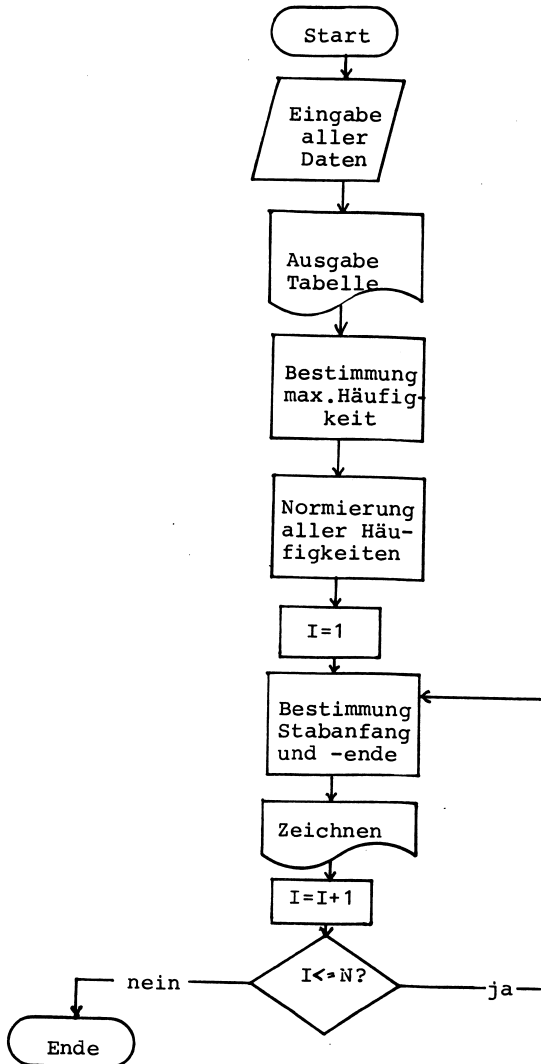 Start
Eingabe
aller
Daten
Ausgabe
Tabelle
Bestimmung
max.Häufig-
keit
Normierung
aller Häu-
figkeiten
I=1
Bestimmung
Stabanfang
und -ende
Zeichnen
I=I+1
I<=N?
nein
ja
Ende